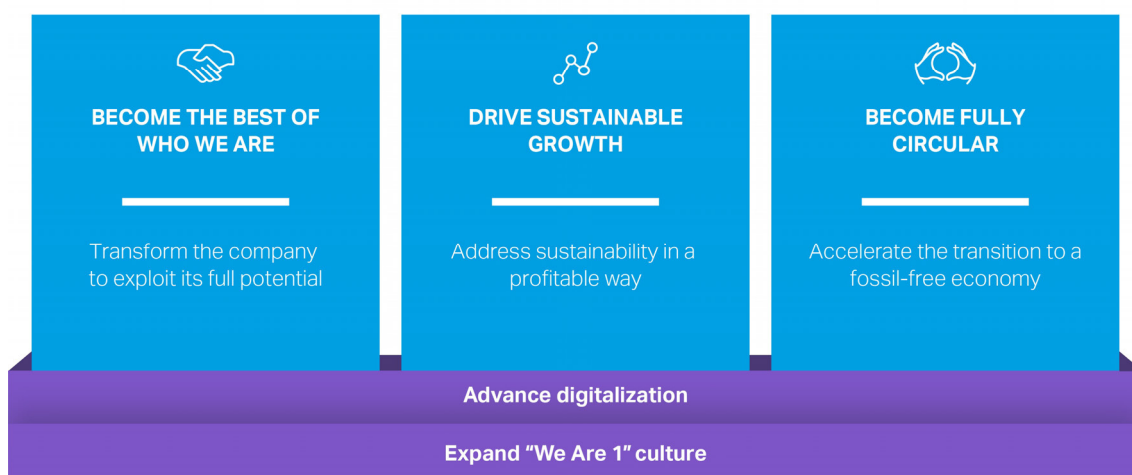 BECOME THE BEST OF
WHO WE ARE
Transform the company
to exploit its full potential
DRIVE SUSTAINABLE
GROWTH
Address sustainability in a
profitable way
BECOME FULLY
CIRCULAR
Accelerate the transition to a
fossil-free economy
Advance digitalization
Expand “We Are 1” culture